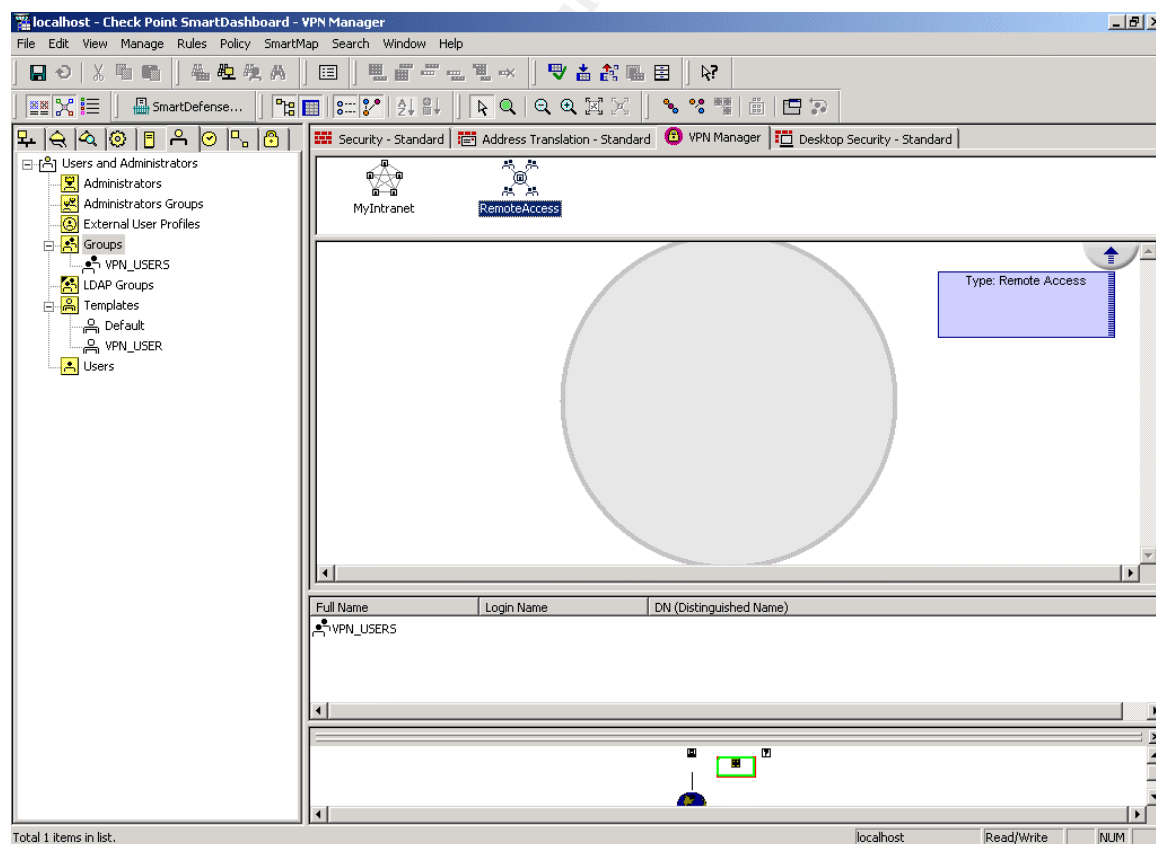 localhost - Check Point SmartDashboard - VPN Manager
File Edit View Manage Rules Policy SmartMap Search Window Help
SmartDefense...
Security - Standard Address Translation - Standard VPN Manager Desktop Security - Standard
Users and Administrators
Administrators
Administrators Groups
External User Profiles
Groups
VPN_USERS
LDAP Groups
Templates
Default
VPN_USER
Users
MyIntranet RemoteAccess
Type: Remote Access
Full Name Login Name DN (Distinguished Name)
VPN_USERS
Total 1 items in list. localhost Read/Write NUM